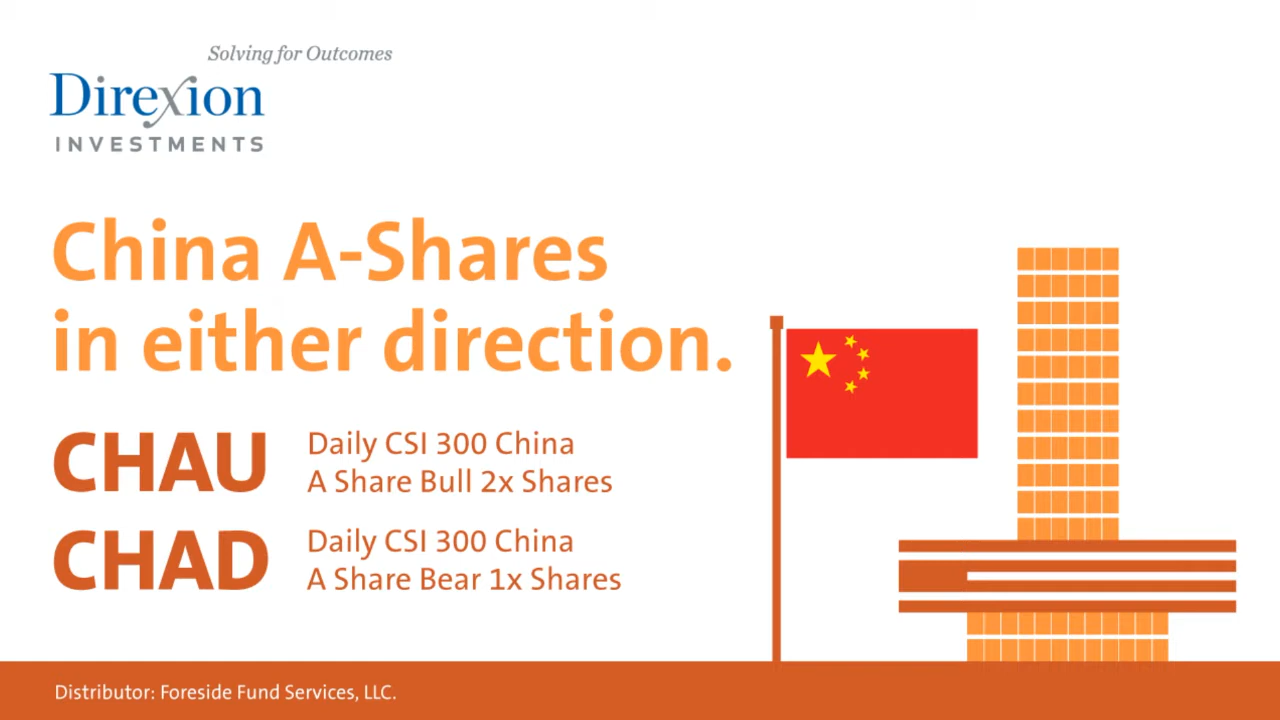 Solving for Outcomes
Direxion
INVESTMENTS
China A-Shares
in either direction.
CHAU
Daily CSI 300 China
A Share Bull 2x Shares
CHAD
Daily CSI 300 China
A Share Bear 1x Shares
Distributor: Foreside Fund Services, LLC.